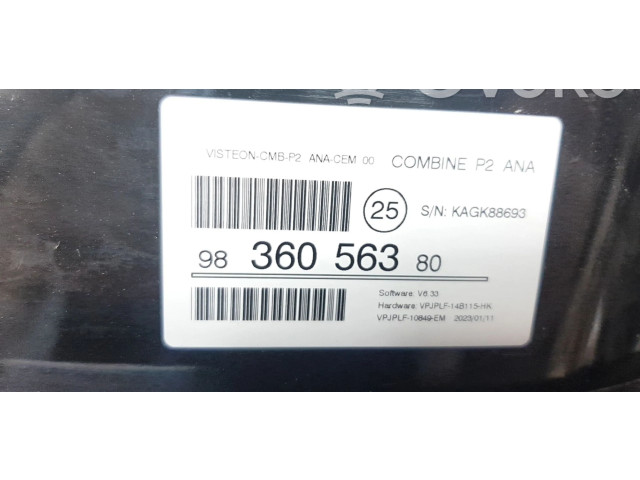 VISTEON-CMB-P2 ANA-CEM 00 COMBINE P2 ANA
25 S/N: KAGK88693
98 360 563 80
Software: V6.33
Hardware: VPJPLF-14B115-HK
VPJPLF-10849-EM 2023/01/11